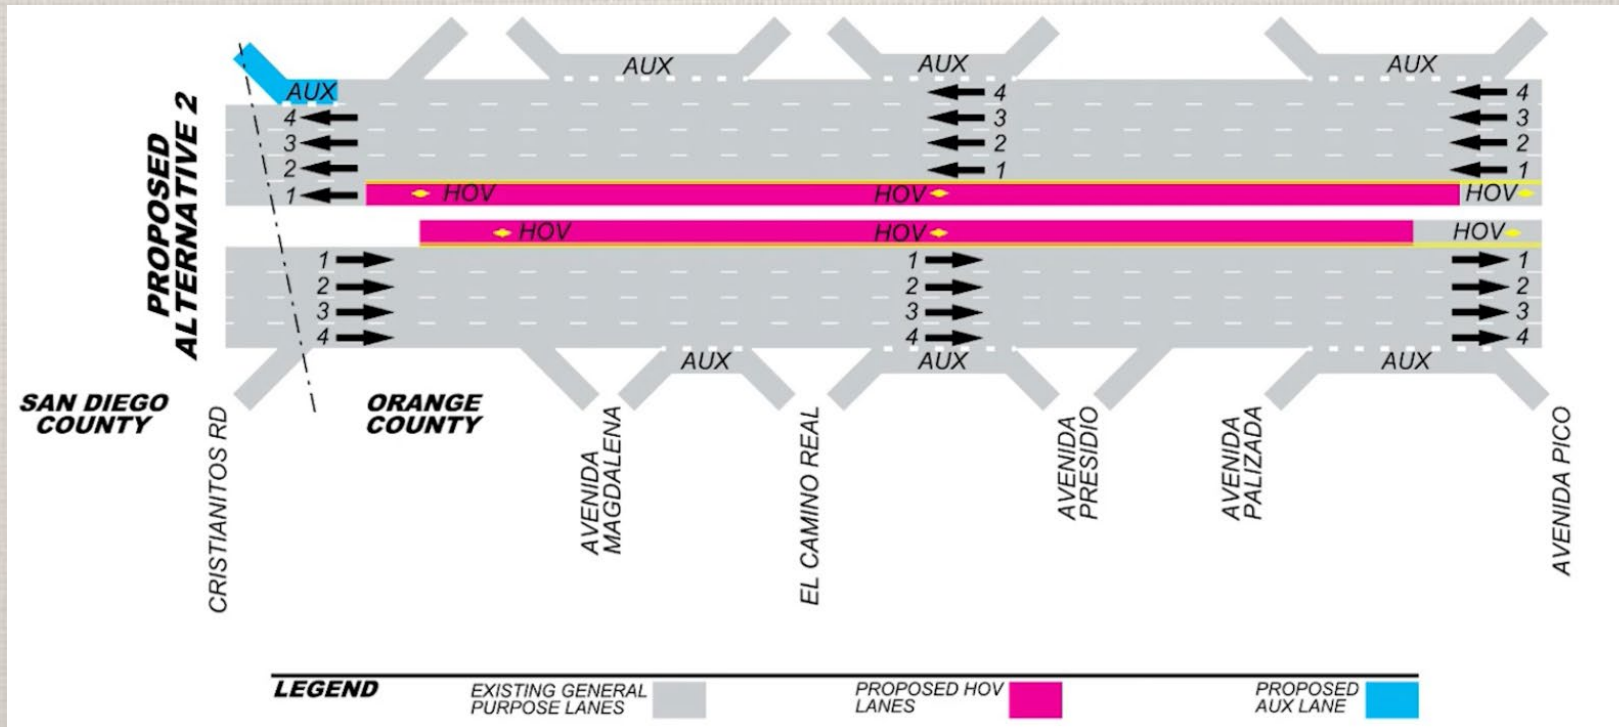 PROPOSED
ALTERNATIVE 2
AUX
AUX
AUX
AUX
4
4
4
3
3
4
2
2
3
1
1
2
HOV
HOV
HOV
1
HOV
HOV
HOV
1
1
1
2
2
2
3
3
3
4
4
4
AUX
AUX
AUX
SAN DIEGO
COUNTY
ORANGE
COUNTY
CRISTIANITOS RD
AVENIDA
MAGDALENA
EL CAMINO REAL
AVENIDA
PRESIDIO
AVENIDA
PALIZADA
AVENIDA PICO
LEGEND
EXISTING GENERAL
PURPOSE LANES
PROPOSED HOV
LANES
PROPOSED
AUX LANE